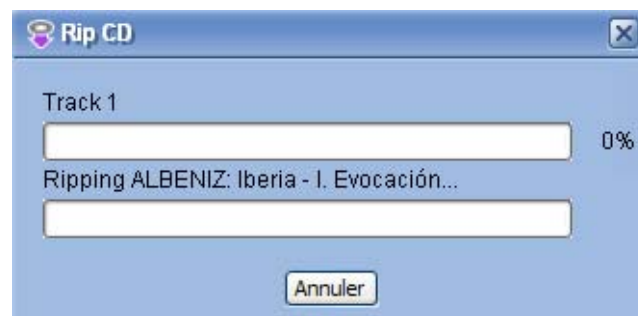 Rip CD
Track 1
0%
Ripping ALBENIZ: Iberia - I. Evocación...
Annuler